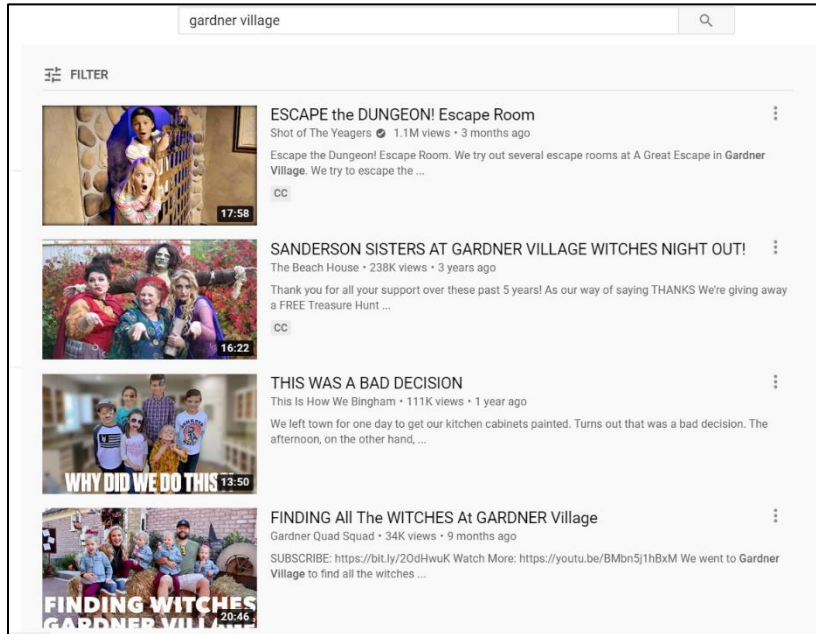 gardner village
FILTER
ESCAPE the DUNGEON! Escape Room
Shot of The Yeagers 1.1M views • 3 months ago
Escape the Dungeon! Escape Room. We try out several escape rooms at A Great Escape in Gardner
Village. We try to escape the ...
CC
17:58
SANDERSON SISTERS AT GARDNER VILLAGE WITCHES NIGHT OUT!
The Beach House • 238K views • 3 years ago
Thank you for all your support over these past 5 years! As our way of saying THANKS We're giving away
a FREE Treasure Hunt ...
CC
16:22
THIS WAS A BAD DECISION
This Is How We Bingham • 111K views • 1 year ago
We left town for one day to get our kitchen cabinets painted. Turns out that was a bad decision. The
afternoon, on the other hand, ...
WHY DID WE DO THIS
13:50
FINDING All The WITCHES At GARDNER Village
Gardner Quad Squad • 34K views • 9 months ago
SUBSCRIBE: https://bit.ly/2OdHwuK Watch More: https://youtu.be/BMbn5j1hBxM We went to Gardner
Village to find all the witches ...
FINDING WITCHES
GARDNER VILLAGE
20:46